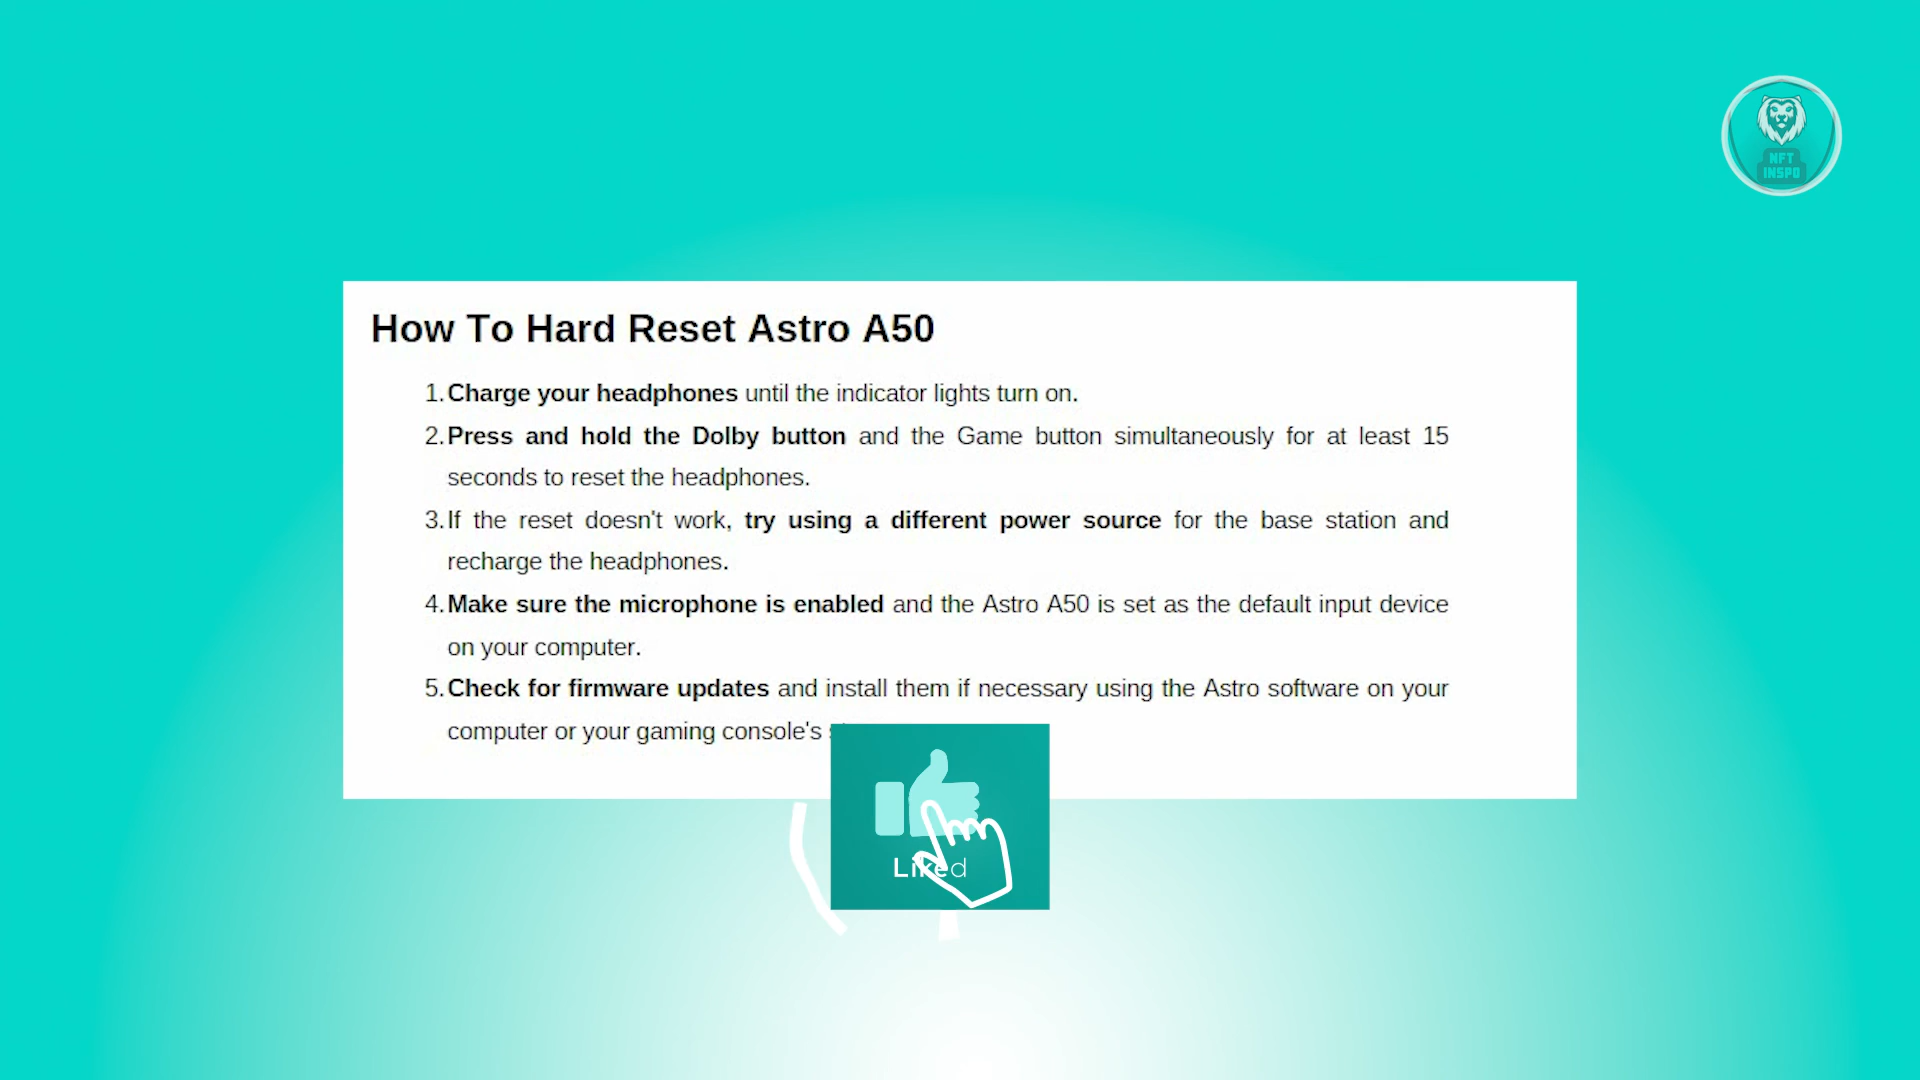 NFT
INSPO
How To Hard Reset Astro A50
1. Charge your headphones until the indicator lights turn on.
2. Press and hold the Dolby button and the Game button simultaneously for at least 15
seconds to reset the headphones.
3. If the reset doesn't work, try using a different power source for the base station and
recharge the headphones.
4. Make sure the microphone is enabled and the Astro A50 is set as the default input device
on your computer.
5. Check for firmware updates and install them if necessary using the Astro software on your
computer or your gaming console's
Liked